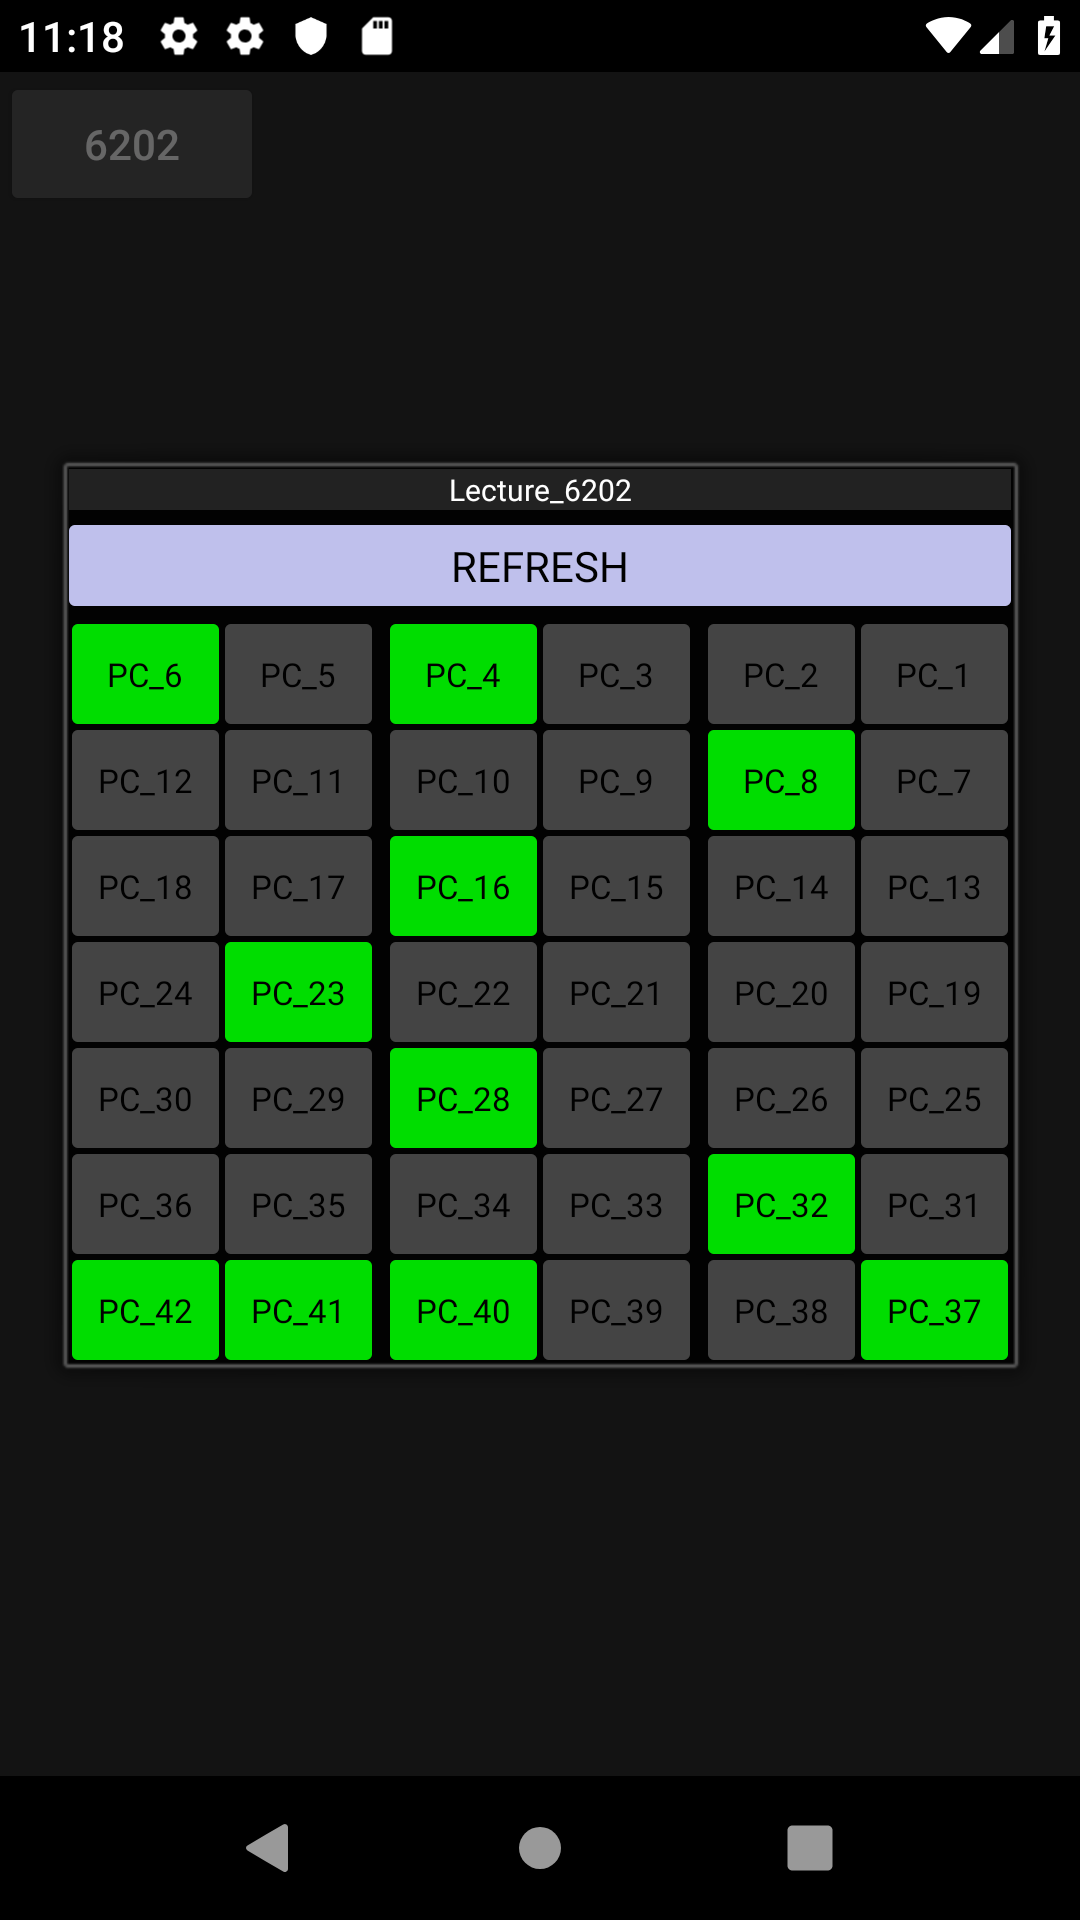 11:18
6202
Lecture_6202
REFRESH
PC_6 PC_5 PC_4 PC_3 PC_2 PC_1
PC_12 PC_11 PC_10 PC_9 PC_8 PC_7
PC_18 PC_17 PC_16 PC_15 PC_14 PC_13
PC_24 PC_23 PC_22 PC_21 PC_20 PC_19
PC_30 PC_29 PC_28 PC_27 PC_26 PC_25
PC_36 PC_35 PC_34 PC_33 PC_32 PC_31
PC_42 PC_41 PC_40 PC_39 PC_38 PC_37